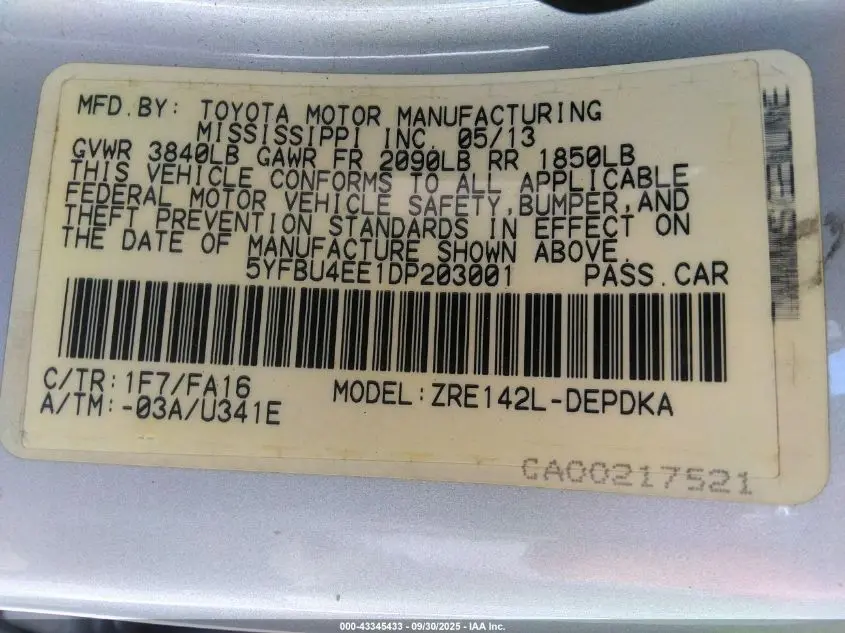 MFD.BY: TOYOTA MOTOR MANUFACTURING
MISSISSIPPI INC. 05/13
GVWR 3840LB GAWR FR 2090LB RR 1850LB
THIS VEHICLE CONFORMS TO ALL APPLICABLE
FEDERAL MOTOR VEHICLE SAFETY,BUMPER,AND
THEFT PREVENTION STANDARDS IN EFFECT ON
THE DATE OF MANUFACTURE SHOWN ABOVE.
5YFBU4EE1DP203001 PASS.CAR
C/TR:1F7/FA16 MODEL:ZRE142L-DEPDKA
A/TM:-03A/U341E
CA00217521
000-43345433 - 09/30/2025 - IAA Inc.